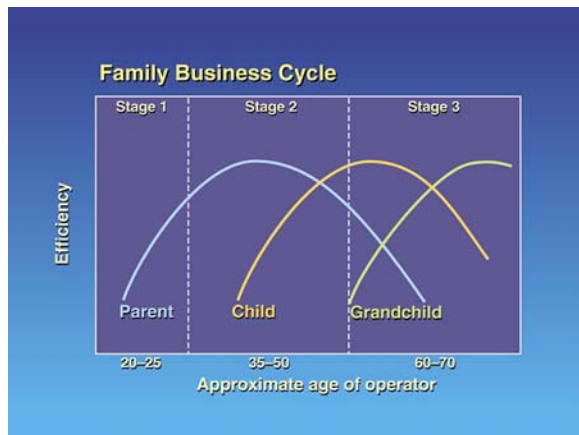 Family Business Cycle
Stage 1
Stage 2
Stage 3
Efficiency
Parent
Child
Grandchild
20–25
35–50
60–70
Approximate age of operator